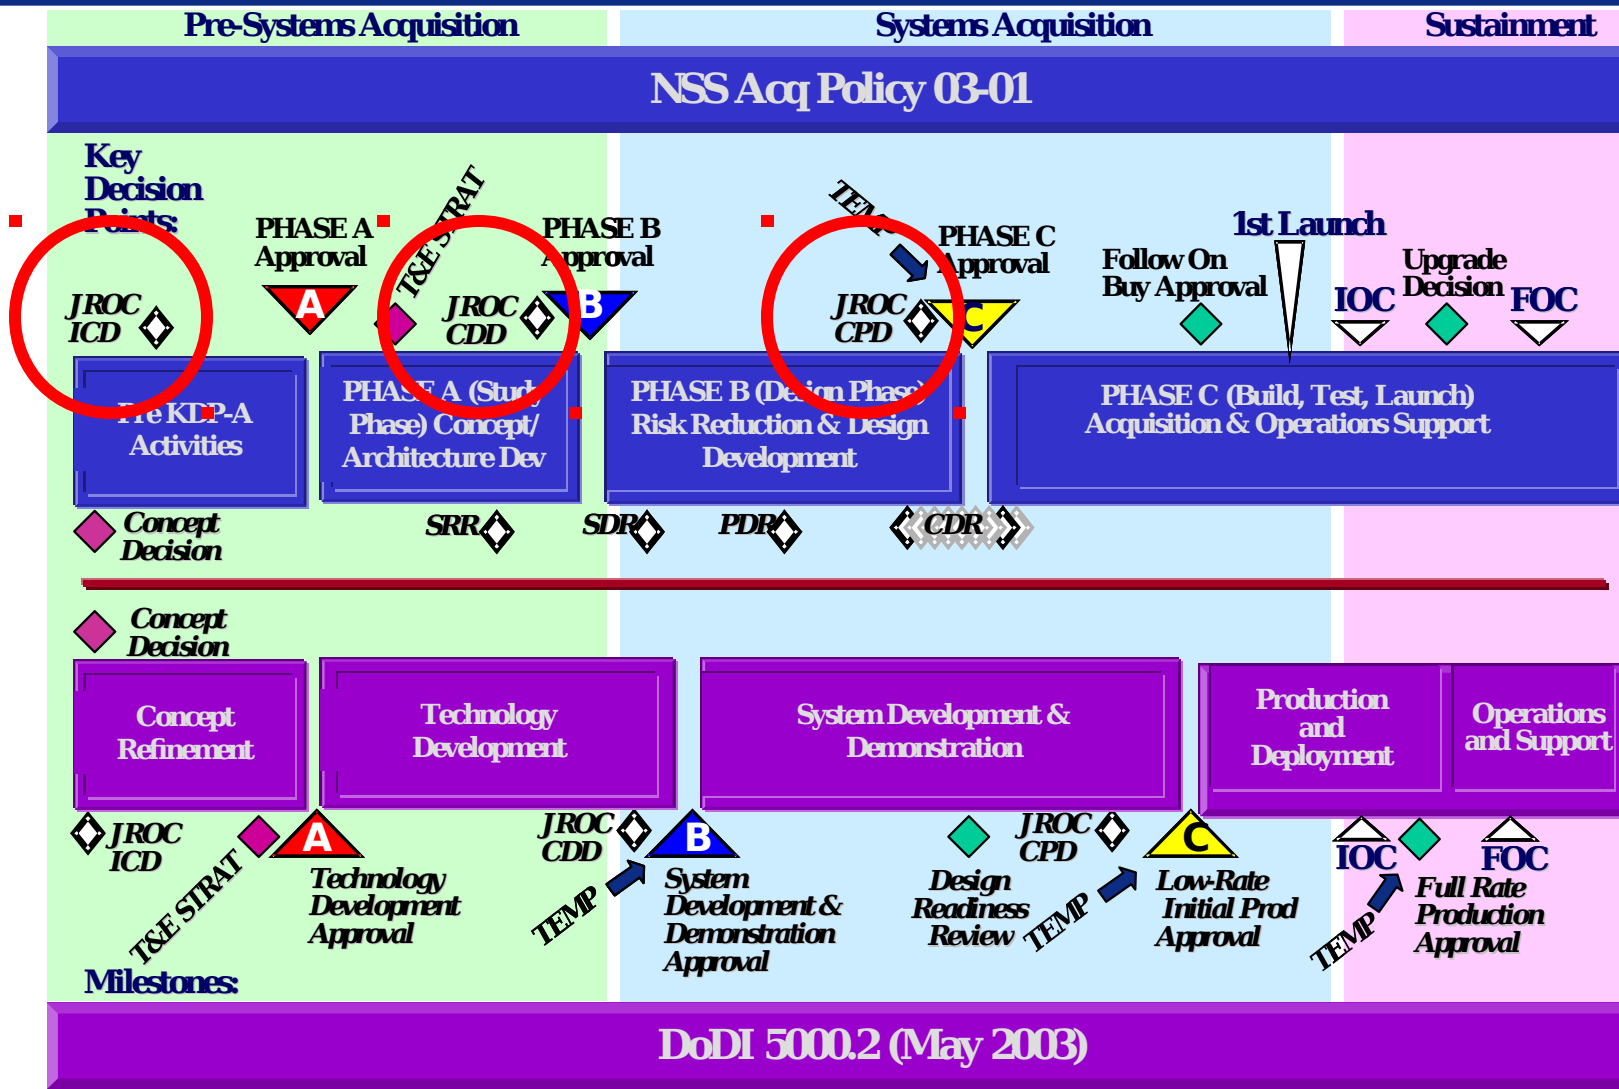 Pre-Systems Acquisition
Systems Acquisition
Sustainment
NSS Acq Policy 03-01
Key
Decision
Points:
JROC
ICD
PHASE A
Approval
A
T&E STRAT
JROC
CDD
PHASE B
Approval
B
TEMP
JROC
CPD
PHASE C
Approval
C
Follow On
Buy Approval
1st Launch
IOC
Upgrade
Decision
FOC
Pre KDP-A
Activities
PHASE A (Study
Phase) Concept/
Architecture Dev
PHASE B (Design Phase)
Risk Reduction & Design
Development
PHASE C (Build, Test, Launch)
Acquisition & Operations Support
Concept
Decision
SRR
SDR
PDR
CDR
Concept
Decision
Concept
Refinement
Technology
Development
System Development &
Demonstration
Production
and
Deployment
Operations
and Support
JROC
ICD
T&E STRAT
A
Technology
Development
Approval
JROC
CDD
TEMP
B
System
Development &
Demonstration
Approval
Design
Readiness
Review
JROC
CPD
TEMP
C
Low-Rate
Initial Prod
Approval
IOC
TEMP
Full Rate
Production
Approval
FOC
Milestones:
DoDI 5000.2 (May 2003)